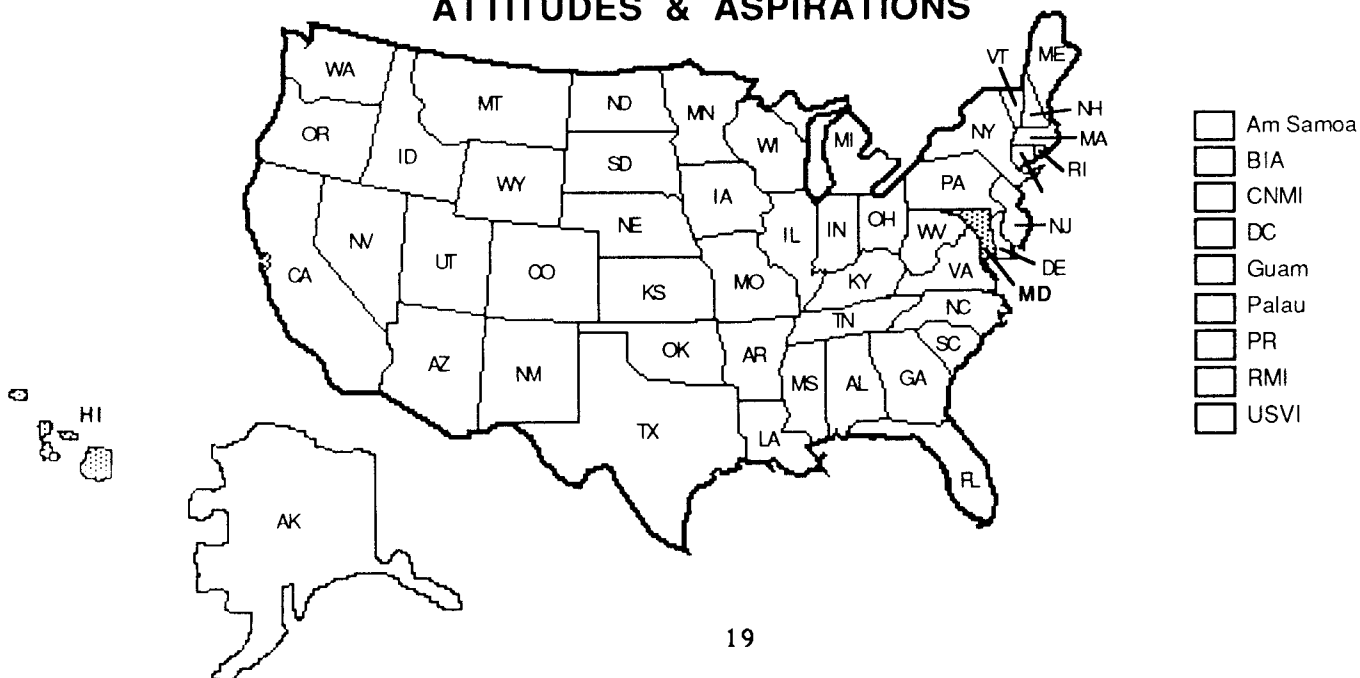 ATTITUDES & ASPIRATIONS
WA
OR
ID
MT
ND
SD
MN
WI
MI
WY
NE
IA
NV
UT
CO
KS
MO
IL
IN
OH
KY
WV
VA
PA
NY
VT
ME
NH
MA
RI
NJ
DE
MD
CA
AZ
NM
OK
AR
TN
NC
SC
MS
AL
GA
TX
LA
FL
HI
AK
Am Samoa
BIA
CNMI
DC
Guam
Palau
PR
RMI
USVI
19